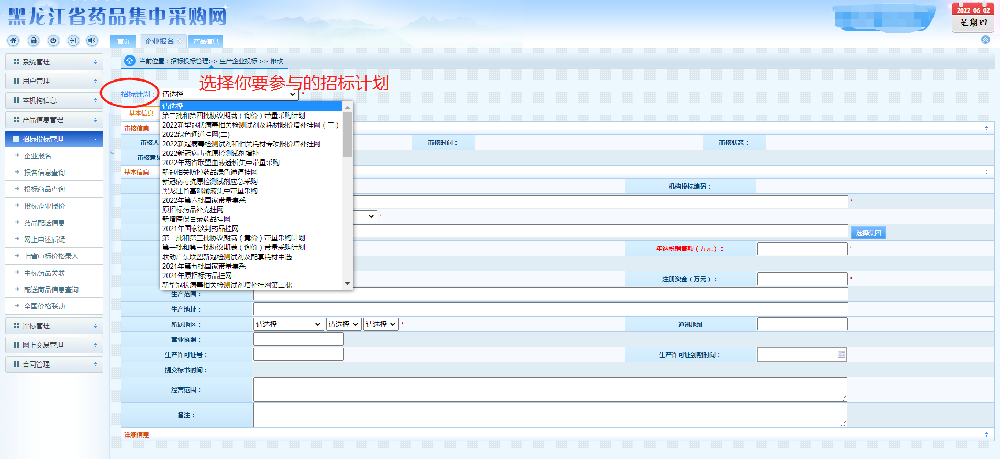 黑龙江省药品集中采购网
2022-06-02
星期四
首页
企业报名
产品信息
当前位置：招标投标管理>> 生产企业投标 >> 修改
系统管理
用户管理
本机构信息
产品信息管理
招标投标管理
企业报名
报名信息查询
投标商品查询
投标企业报价
药品配送信息
网上申述质疑
七省中标价格录入
中标药品关联
配送商品信息查询
全国价格联动
评标管理
网上交易管理
合同管理
选择你要参与的招标计划
招标计划： 请选择 *
请选择
第二批和第四批协议期满（询价）带量采购计划
2022新型冠状病毒相关检测试剂及耗材限价增补挂网（三）
2022绿色通道挂网(二)
2022新冠病毒检测试剂和相关耗材专项限价增补挂网
2022新冠病毒抗原检测试剂增补
2022年两省联盟血液透析集中带量采购
新冠相关防控药品绿色通道挂网
新冠病毒抗原检测试剂应急采购
黑龙江省基础输液集中带量采购
2022年第六批国家带量集采
原招标药品补充挂网
新增医保目录药品挂网
2021年国家谈判药品挂网
第一批和第三批协议期满（竟价）带量采购计划
第一批和第三批协议期满（询价）带量采购计划
联动广东联盟新冠检测试剂及配套耗材中选
2021年第五批国家带量集采
2021年原招标药品挂网
新型冠状病毒相关检测试剂增补挂网第二批
基本信息
审核信息
审核人
审核时间：
审核状态：
审核意见
基本信息
机构投标编码：
*
*
选择集团
年纳税销售额（万元）： *
注册资金（万元）： *
生产范围：
生产地址：
所属地区： 请选择 请选择 请选择 *
通讯地址
营业执照：
生产许可证号：
生产许可证到期时间：
提交标书时间：
经营范围：
备注：
详细信息